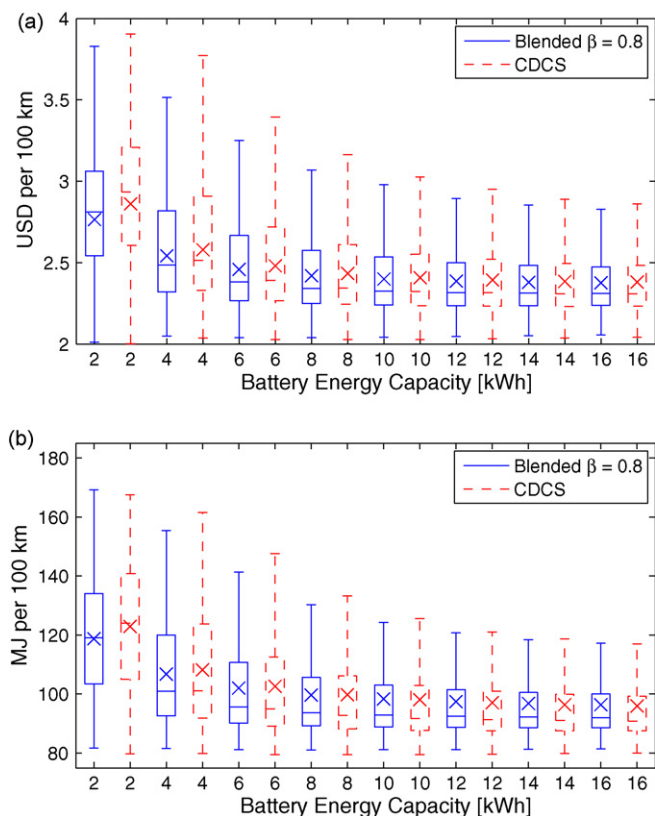 (a)
4
3.5
3
2.5
2
USD per 100 km
Blended β = 0.8
CDCS
2 2 4 4 6 6 8 8 10 10 12 12 14 14 16 16
Battery Energy Capacity [kWh]
(b)
180
160
140
120
100
80
MJ per 100 km
Blended β = 0.8
CDCS
2 2 4 4 6 6 8 8 10 10 12 12 14 14 16 16
Battery Energy Capacity [kWh]